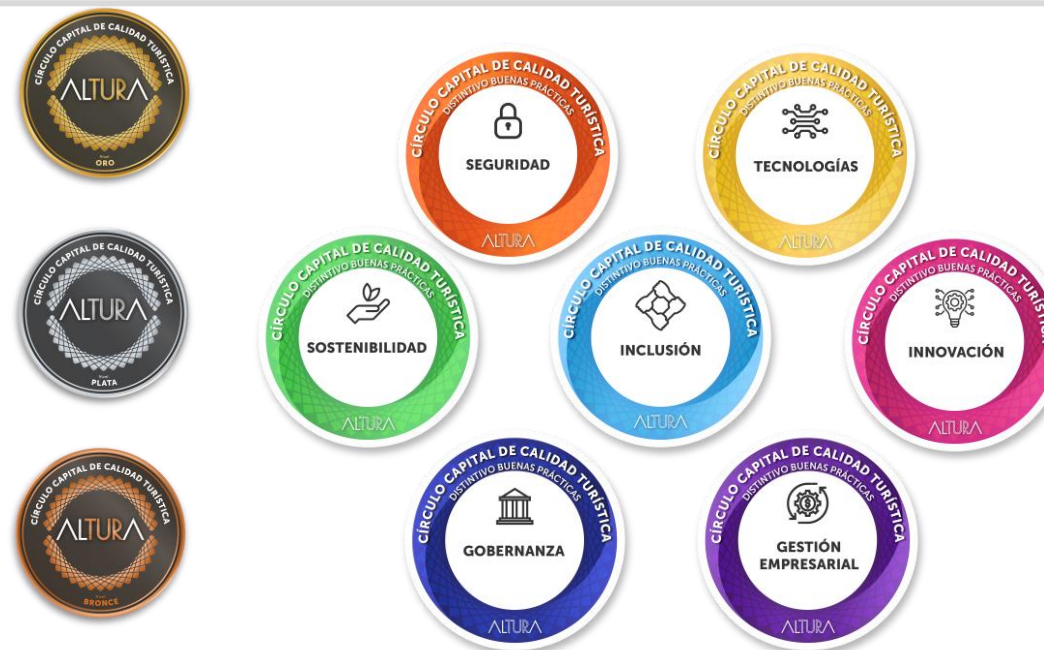 CÍRCULO CAPITAL DE CALIDAD TURÍSTICA
ALTURA
Nivel
ORO
CÍRCULO CAPITAL DE CALIDAD TURÍSTICA
ALTURA
Nivel
PLATA
CÍRCULO CAPITAL DE CALIDAD TURÍSTICA
ALTURA
Nivel
BRONCE
CÍRCULO CAPITAL DE CALIDAD TURÍSTICA
DISTINTIVO BUENAS PRÁCTICAS
SEGURIDAD
ALTURA
CÍRCULO CAPITAL DE CALIDAD TURÍSTICA
DISTINTIVO BUENAS PRÁCTICAS
TECNOLOGÍAS
ALTURA
CÍRCULO CAPITAL DE CALIDAD TURÍSTICA
DISTINTIVO BUENAS PRÁCTICAS
SOSTENIBILIDAD
ALTURA
CÍRCULO CAPITAL DE CALIDAD TURÍSTICA
DISTINTIVO BUENAS PRÁCTICAS
INCLUSIÓN
ALTURA
CÍRCULO CAPITAL DE CALIDAD TURÍSTICA
DISTINTIVO BUENAS PRÁCTICAS
INNOVACIÓN
ALTURA
CÍRCULO CAPITAL DE CALIDAD TURÍSTICA
DISTINTIVO BUENAS PRÁCTICAS
GOBERNANZA
ALTURA
CÍRCULO CAPITAL DE CALIDAD TURÍSTICA
DISTINTIVO BUENAS PRÁCTICAS
GESTIÓN
EMPRESARIAL
ALTURA